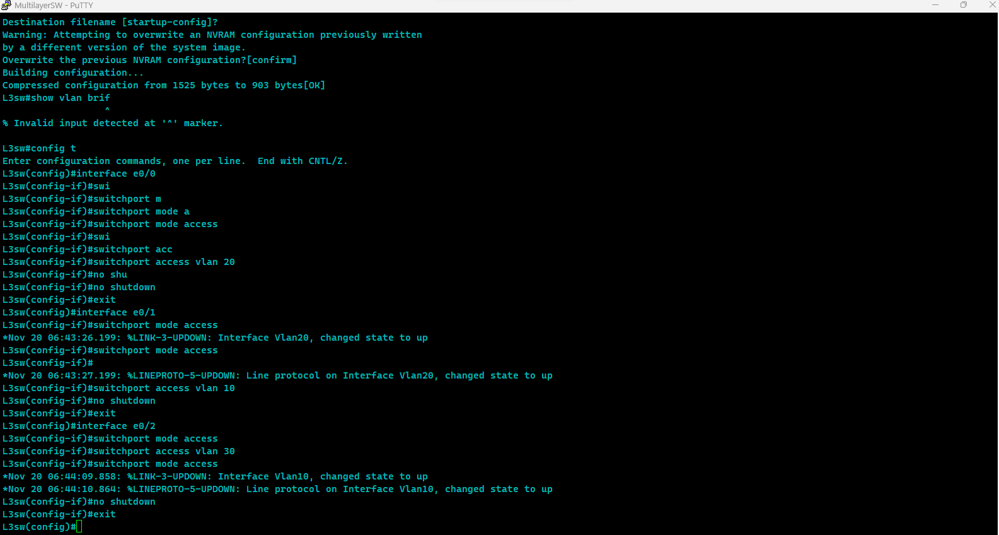 MultilayerSW - PuTTY
Destination filename [startup-config]?
Warning: Attempting to overwrite an NVRAM configuration previously written
by a different version of the system image.
Overwrite the previous NVRAM configuration?[confirm]
Building configuration...
Compressed configuration from 1525 bytes to 903 bytes[OK]
L3sw#show vlan brif
^
% Invalid input detected at '^' marker.
L3sw#config t
Enter configuration commands, one per line.  End with CNTL/Z.
L3sw(config)#interface e0/0
L3sw(config-if)#swi
L3sw(config-if)#switchport m
L3sw(config-if)#switchport mode a
L3sw(config-if)#switchport mode access
L3sw(config-if)#swi
L3sw(config-if)#switchport acc
L3sw(config-if)#switchport access vlan 20
L3sw(config-if)#no shu
L3sw(config-if)#no shutdown
L3sw(config-if)#exit
L3sw(config)#interface e0/1
L3sw(config-if)#switchport mode access
*Nov 20 06:43:26.199: %LINK-3-UPDOWN: Interface Vlan20, changed state to up
L3sw(config-if)#switchport mode access
L3sw(config-if)#
*Nov 20 06:43:27.199: %LINEPROTO-5-UPDOWN: Line protocol on Interface Vlan20, changed state to up
L3sw(config-if)#switchport access vlan 10
L3sw(config-if)#no shutdown
L3sw(config-if)#exit
L3sw(config)#interface e0/2
L3sw(config-if)#switchport mode access
L3sw(config-if)#switchport access vlan 30
L3sw(config-if)#switchport mode access
*Nov 20 06:44:09.858: %LINK-3-UPDOWN: Interface Vlan10, changed state to up
*Nov 20 06:44:10.864: %LINEPROTO-5-UPDOWN: Line protocol on Interface Vlan10, changed state to up
L3sw(config-if)#no shutdown
L3sw(config-if)#exit
L3sw(config)#